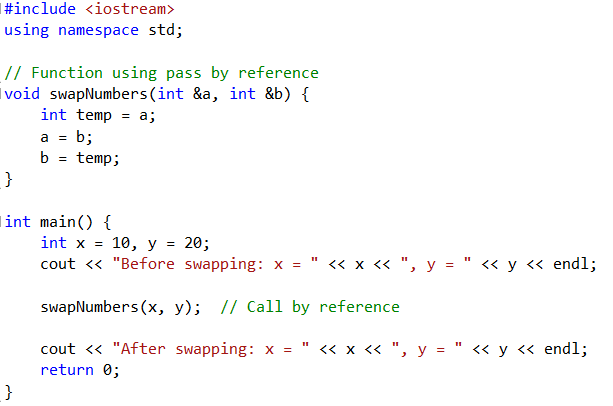 #include <iostream>
using namespace std;
// Function using pass by reference
void swapNumbers(int &a, int &b) {
    int temp = a;
    a = b;
    b = temp;
}
int main() {
    int x = 10, y = 20;
    cout << "Before swapping: x = " << x << ", y = " << y << endl;
    swapNumbers(x, y);  // Call by reference
    cout << "After swapping: x = " << x << ", y = " << y << endl;
    return 0;
}